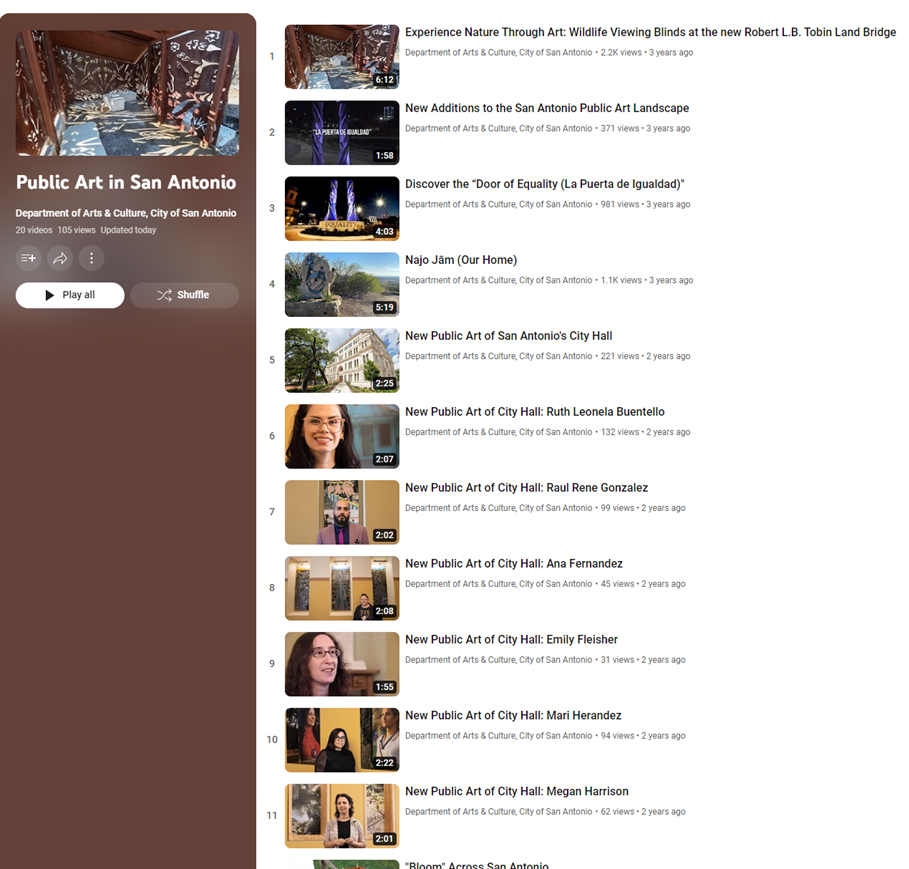 Public Art in San Antonio
Department of Arts & Culture, City of San Antonio
20 videos 105 views Updated today
Play all
Shuffle
1
6:12
Experience Nature Through Art: Wildlife Viewing Blinds at the new Robert L.B. Tobin Land Bridge
Department of Arts & Culture, City of San Antonio • 2.2K views • 3 years ago
2
"LA PUERTA DE IGUALDAD"
1:58
New Additions to the San Antonio Public Art Landscape
Department of Arts & Culture, City of San Antonio • 371 views • 3 years ago
3
EQUALITY
4:03
Discover the “Door of Equality (La Puerta de Igualdad)"
Department of Arts & Culture, City of San Antonio • 981 views • 3 years ago
4
5:19
Najo Jām (Our Home)
Department of Arts & Culture, City of San Antonio • 1.1K views • 3 years ago
5
2:25
New Public Art of San Antonio's City Hall
Department of Arts & Culture, City of San Antonio • 221 views • 2 years ago
6
2:07
New Public Art of City Hall: Ruth Leonela Buentello
Department of Arts & Culture, City of San Antonio • 132 views • 2 years ago
7
2:02
New Public Art of City Hall: Raul Rene Gonzalez
Department of Arts & Culture, City of San Antonio • 99 views • 2 years ago
8
2:08
New Public Art of City Hall: Ana Fernandez
Department of Arts & Culture, City of San Antonio • 45 views • 2 years ago
9
1:55
New Public Art of City Hall: Emily Fleisher
Department of Arts & Culture, City of San Antonio • 31 views • 2 years ago
10
2:22
New Public Art of City Hall: Mari Herandez
Department of Arts & Culture, City of San Antonio • 94 views • 2 years ago
11
2:01
New Public Art of City Hall: Megan Harrison
Department of Arts & Culture, City of San Antonio • 62 views • 2 years ago
"Bloom" Across San Antonio